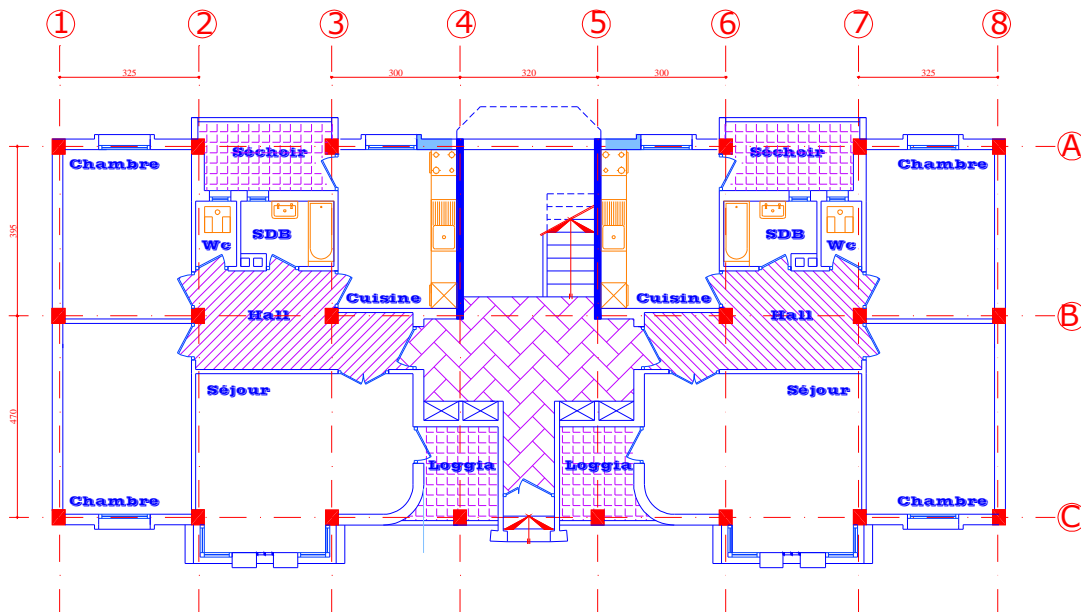 1 2 3 4 5 6 7 8
325 300 320 300 325
A
Séchoir Séchoir
Chambre Chambre
395
SDB SDB
Wc Wc
Cuisine Cuisine
Hall Hall
B
Séjour Séjour
470
Loggia Loggia
Chambre Chambre
C